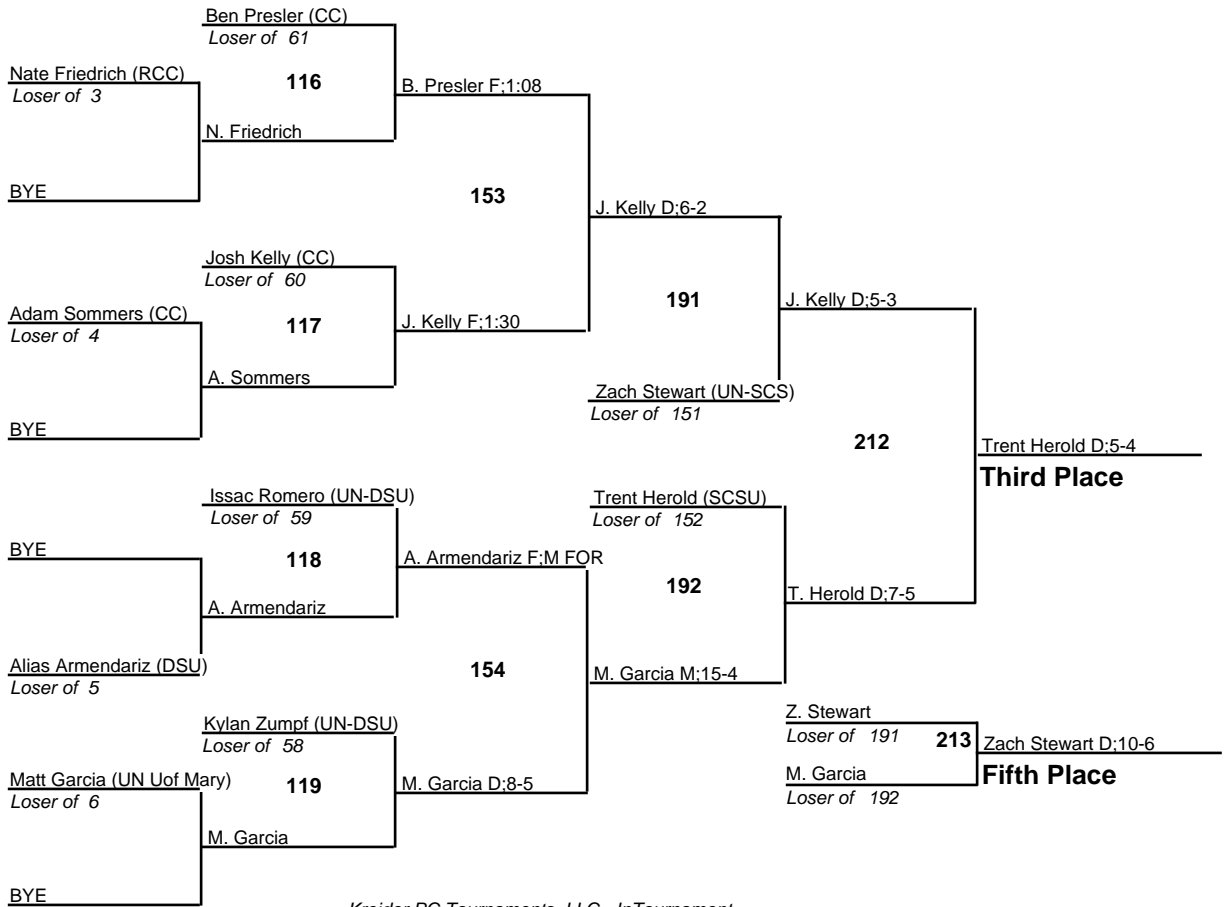 Ben Presler (CC)
Loser of 61
Nate Friedrich (RCC)
Loser of 3
116
B. Presler F;1:08
N. Friedrich
BYE
153
J. Kelly D;6-2
Josh Kelly (CC)
Loser of 60
Adam Sommers (CC)
Loser of 4
117
J. Kelly F;1:30
191
J. Kelly D;5-3
A. Sommers
Zach Stewart (UN-SCS)
Loser of 151
BYE
212
Trent Herold D;5-4
Third Place
Issac Romero (UN-DSU)
Loser of 59
Trent Herold (SCSU)
Loser of 152
BYE
118
A. Armendariz F;M FOR
192
T. Herold D;7-5
A. Armendariz
Alias Armendariz (DSU)
Loser of 5
154
M. Garcia M;15-4
Kylan Zumpf (UN-DSU)
Loser of 58
Z. Stewart
Loser of 191
213
Zach Stewart D;10-6
Fifth Place
Matt Garcia (UN Uof Mary)
Loser of 6
119
M. Garcia D;8-5
M. Garcia
Loser of 192
M. Garcia
BYE